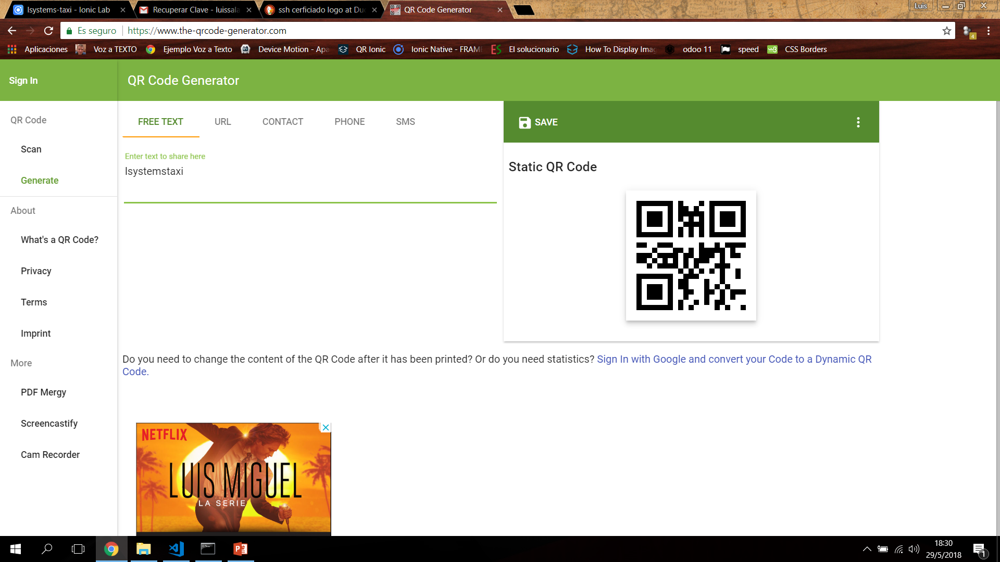 lsystems-taxi - Ionic Lab
Recuperar Clave - luissala
ssh cerficiado logo at Du
QR Code Generator
Luis
Es seguro
https://www.the-qrcode-generator.com
4
Aplicaciones
Voz a TEXTO
Ejemplo Voz a Texto
Device Motion - Apa
QR Ionic
Ionic Native - FRAM
El solucionario
How To Display Imag
odoo 11
speed
CSS Borders
Sign In
QR Code Generator
QR Code
Scan
Generate
About
What's a QR Code?
Privacy
Terms
Imprint
More
PDF Mergy
Screencastify
Cam Recorder
FREE TEXT
URL
CONTACT
PHONE
SMS
Enter text to share here
lsystemstaxi
SAVE
Static QR Code
Do you need to change the content of the QR Code after it has been printed? Or do you need statistics? Sign In with Google and convert your Code to a Dynamic QR
Code.
NETFLIX
LUIS MIGUEL
LA SERIE
18:30
29/5/2018
1